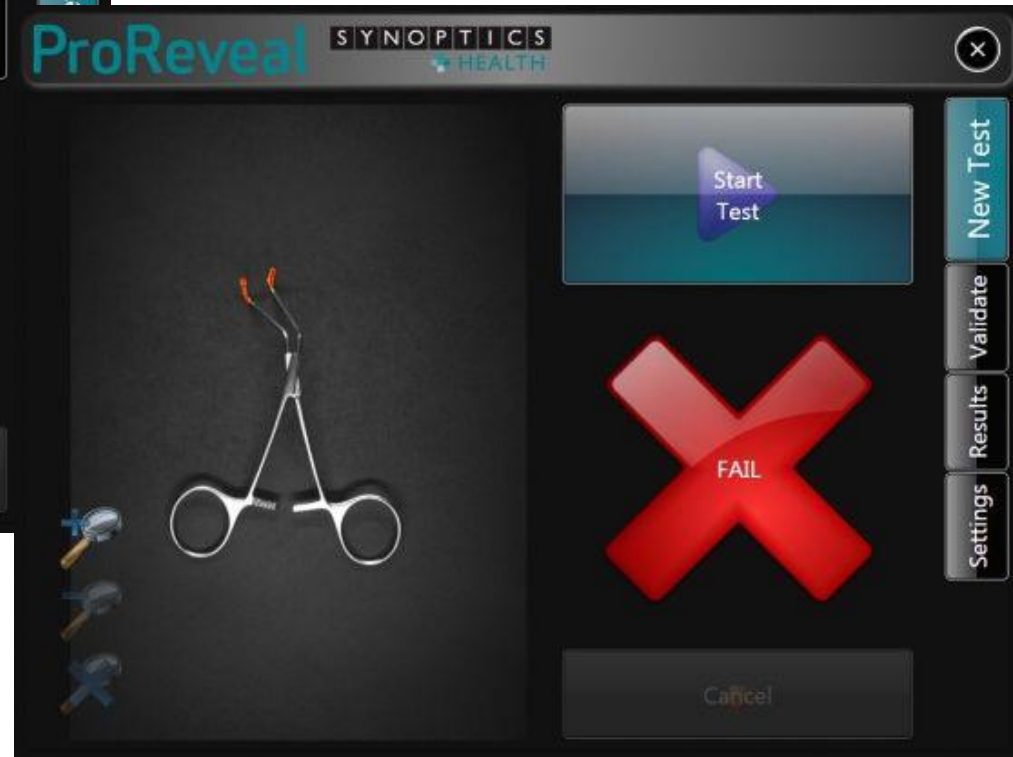 ProReveal
SYNOPTICS
HEALTH
Start
Test
New Test
Validate
FAIL
Results
Settings
Cancel